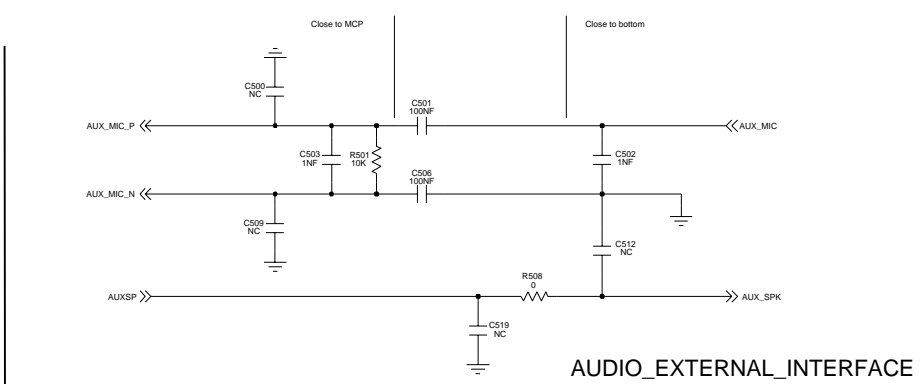 Close to MCP
Close to bottom
C500
NC
C501
100NF
AUX_MIC_P
AUX_MIC
C503
1NF
R501
10K
C502
1NF
C506
100NF
AUX_MIC_N
C509
NC
C512
NC
R508
0
AUXSP
AUX_SPK
C519
NC
AUDIO_EXTERNAL_INTERFACE